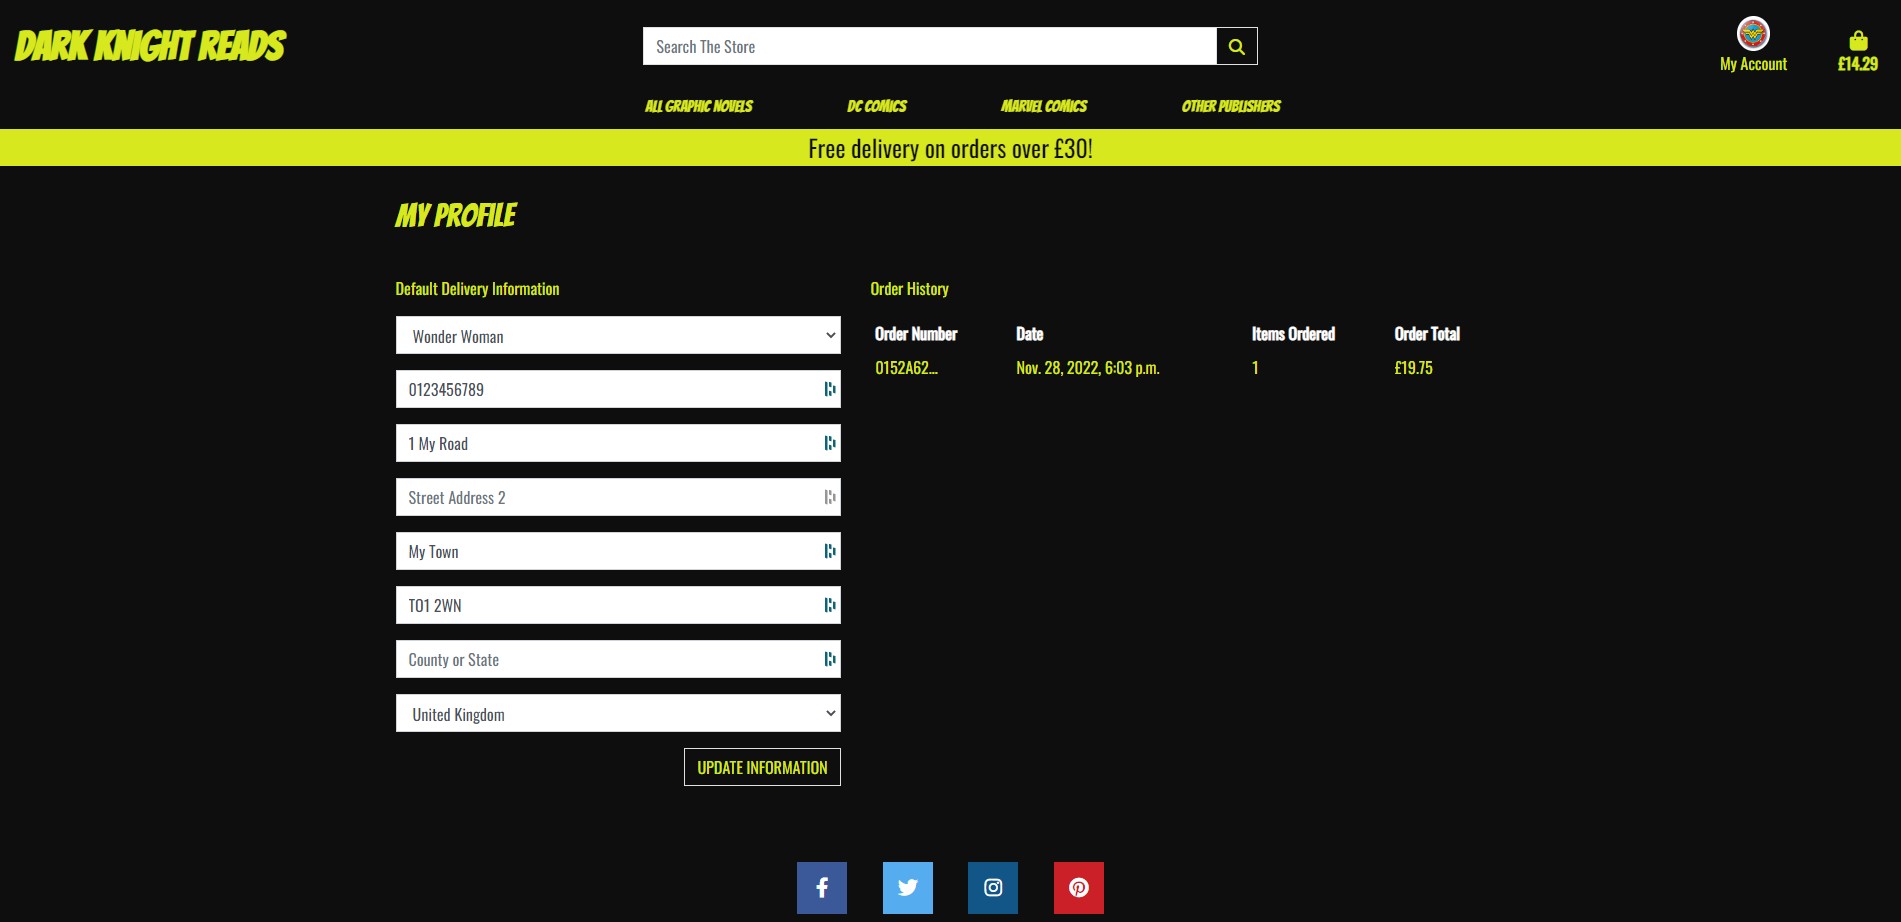 DARK KNIGHT READS
Search The Store
My Account
£14.29
ALL GRAPHIC NOVELS
DC COMICS
MARVEL COMICS
OTHER PUBLISHERS
Free delivery on orders over £30!
MY PROFILE
Default Delivery Information
Wonder Woman
0123456789
1 My Road
Street Address 2
My Town
TO1 2WN
County or State
United Kingdom
UPDATE INFORMATION
Order History
Order Number Date Items Ordered Order Total
0152A62... Nov. 28, 2022, 6:03 p.m. 1 £19.75